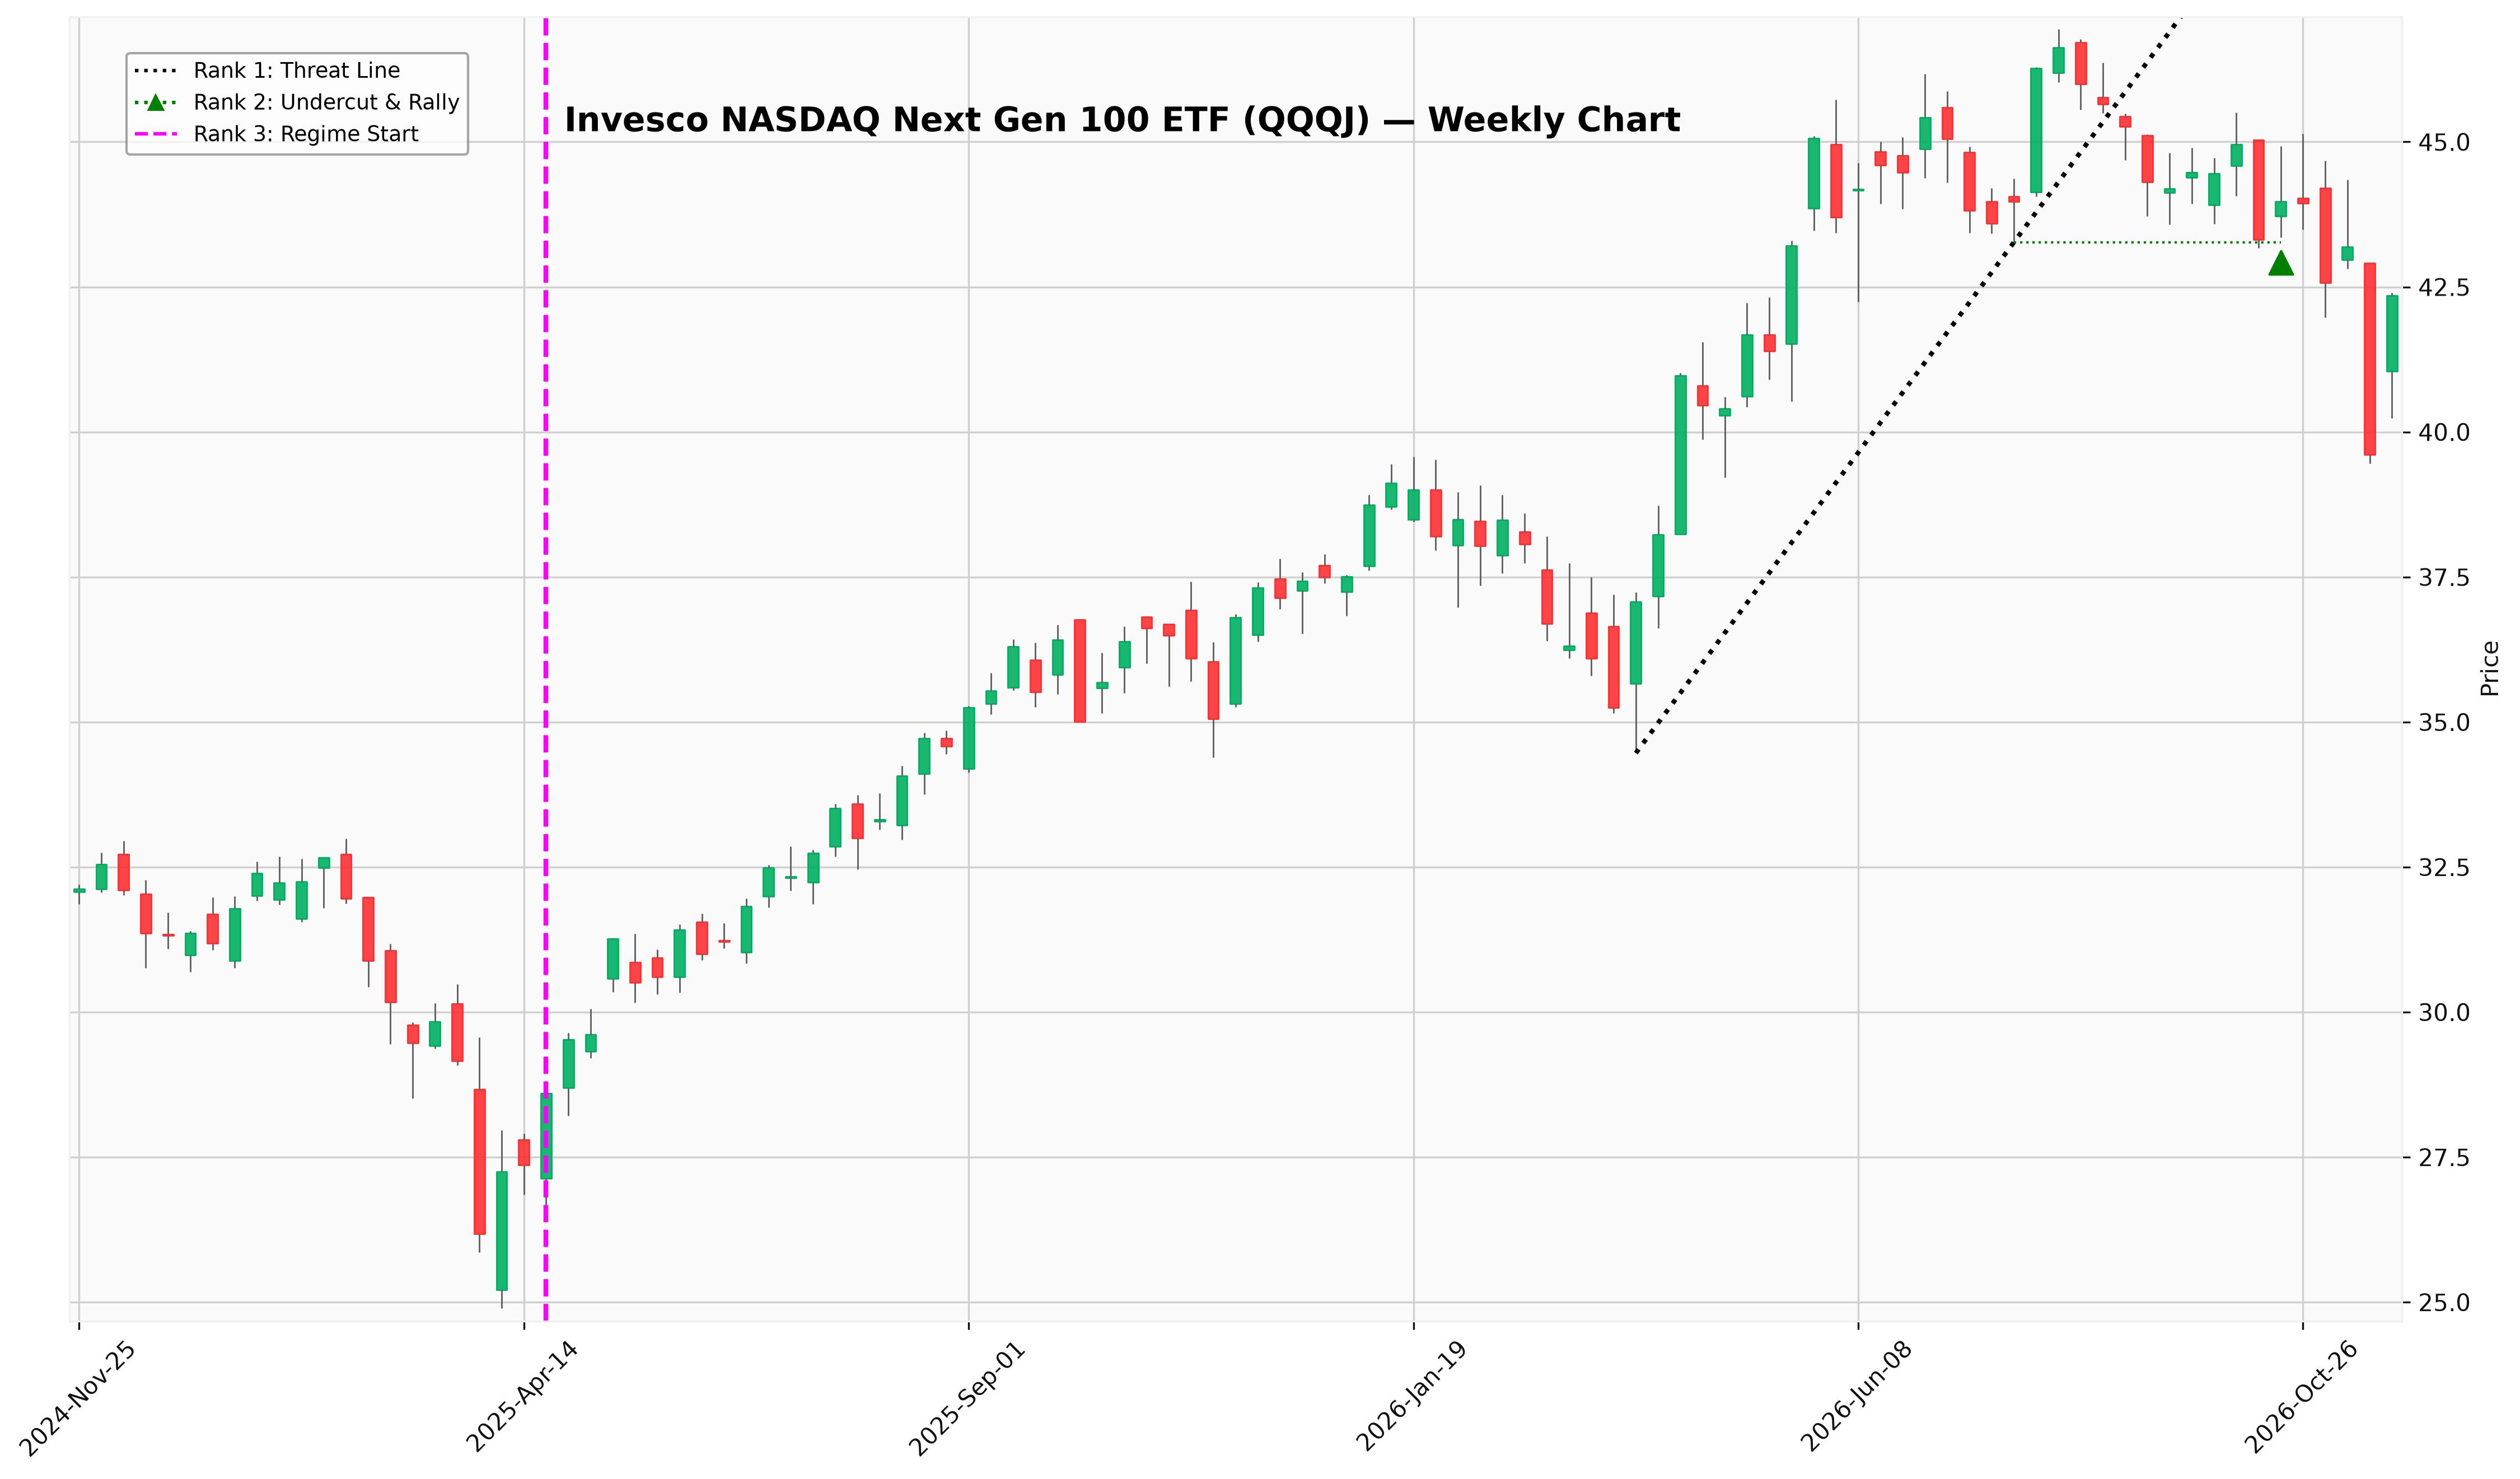 Rank 1: Threat Line
Rank 2: Undercut & Rally
Rank 3: Regime Start
Invesco NASDAQ Next Gen 100 ETF (QQQJ) — Weekly Chart
45.0
42.5
40.0
37.5
35.0
32.5
30.0
27.5
25.0
Price
2024-Nov-25
2025-Apr-14
2025-Sep-01
2026-Jan-19
2026-Jun-08
2026-Oct-26